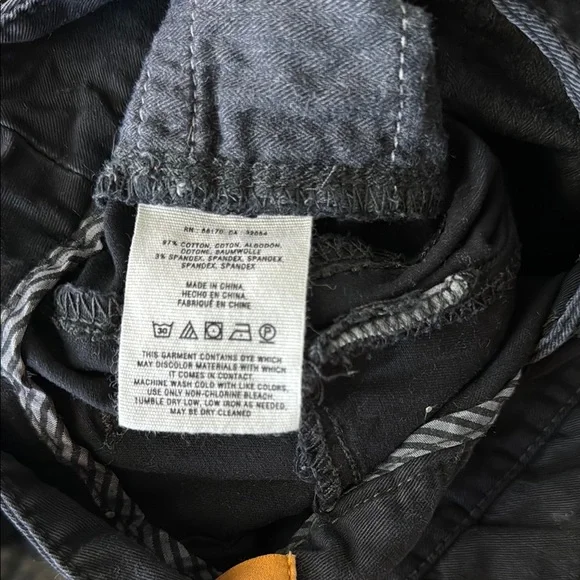 RN : 66170 CA : 32054
97% COTTON, COTON, ALGODON,
COTONE, BAUMWOLLE
3% SPANDEX, SPANDEX, SPANDEX,
SPANDEX, SPANDEX
MADE IN CHINA,
HECHO EN CHINA,
FABRIQUÉ EN CHINE
30 P
THIS GARMENT CONTAINS DYE WHICH
MAY DISCOLOR MATERIALS WITH WHICH
IT COMES IN CONTACT
MACHINE WASH COLD WITH LIKE COLORS,
USE ONLY NON-CHLORINE BLEACH,
TUMBLE DRY LOW, LOW IRON AS NEEDED,
MAY BE DRY CLEANED